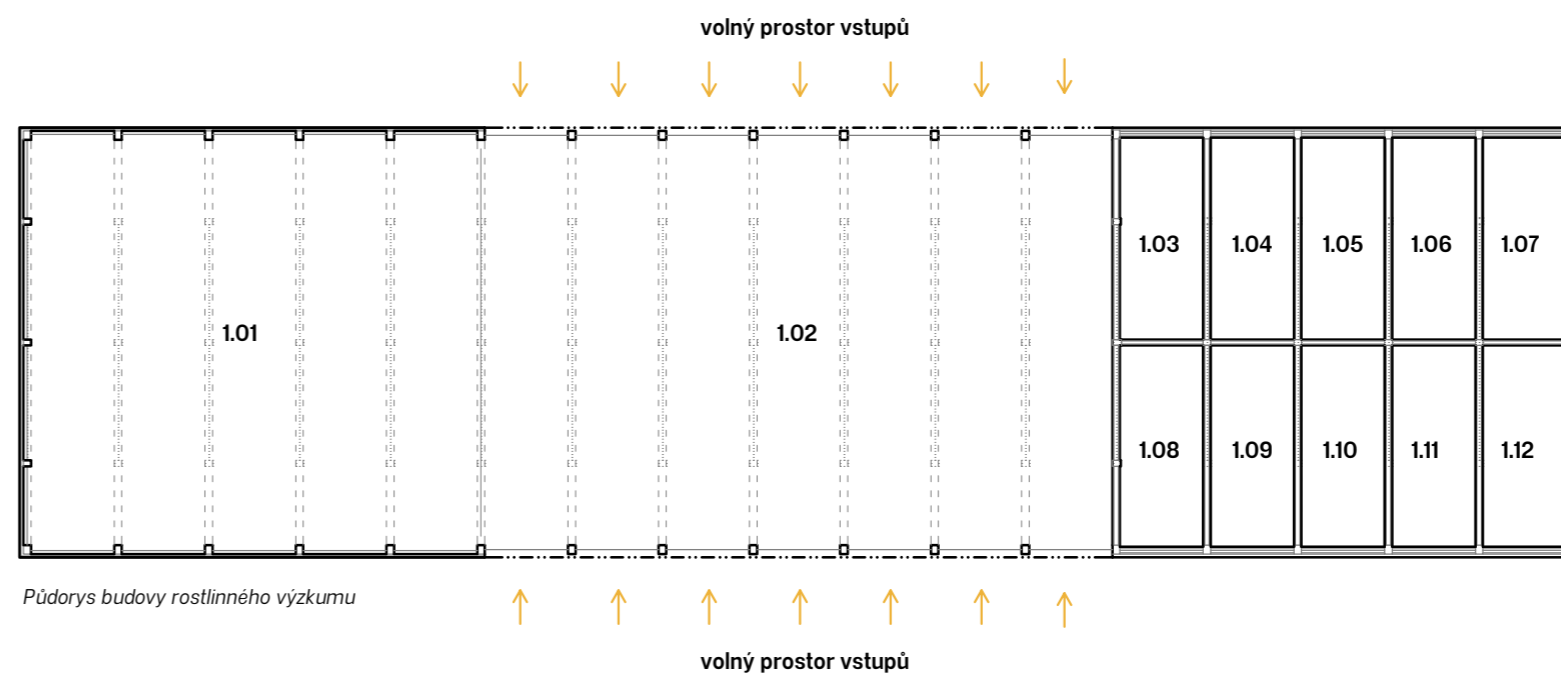 volný prostor vstupů
1.03 1.04 1.05 1.06 1.07
1.01 1.02
1.08 1.09 1.10 1.11 1.12
Půdorys budovy rostlinného výzkumu
volný prostor vstupů